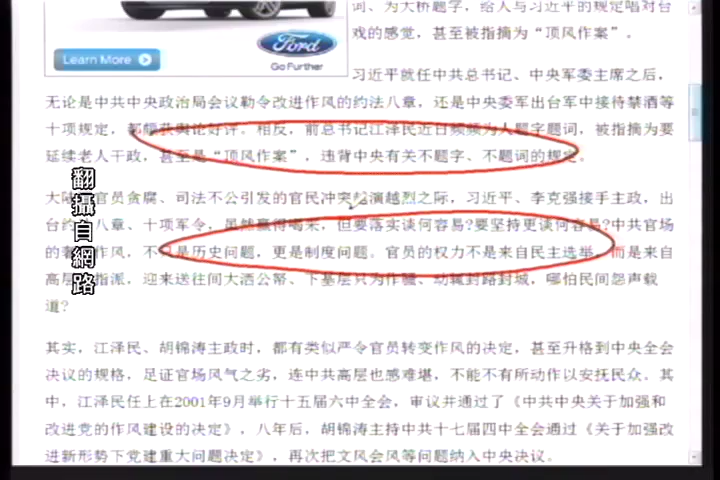 词、为大桥题字，给人与习近平的规定唱对台
戏的感觉，甚至被指摘为“顶风作案”。
Ford
Learn More
Go Further
习近平就任中共总书记、中央军委主席之后，
无论是中共中央政治局会议勒令改进作风的约法八章，还是中央委军出台军中接待禁酒等
十项规定，都颇获舆论好评。相反，前总书记江泽民近日频频为人题字题词，被指摘为要
延续老人干政，甚至是“顶风作案”，违背中央有关不题字、不题词的规定。
大陆官员贪腐、司法不公引发的官民冲突越演越烈之际，习近平、李克强接手主政，出
台约法八章、十项军令，虽然赢得喝采，但要落实谈何容易?要坚持更谈何容易?中共官场
的奢作风，不只是历史问题，更是制度问题。官员的权力不是来自民主选举，而是来自
高层指派，迎来送往间大洒公帑、下基层只为作骚、动辄封路封城，哪怕民间怨声载
道?
其实，江泽民、胡锦涛主政时，都有类似严令官员转变作风的决定，甚至升格到中央全会
决议的规格，足证官场风气之劣，连中共高层也感难堪，不能不有所动作以安抚民众。其
中，江泽民任上在2001年9月举行十五届六中全会，审议并通过了《中共中央关于加强和
改进党的作风建设的决定》，八年后，胡锦涛主持中共十七届四中全会通过《关于加强改
进新形势下党建重大问题决定》，再次把文风会风等问题纳入中央决议。
翻攝自網路